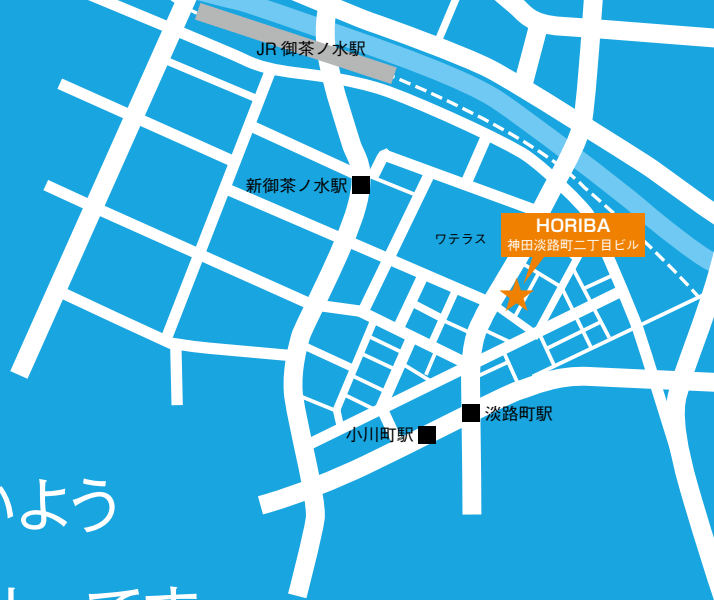 JR 御茶ノ水駅
新御茶ノ水駅
ワテラス
HORIBA
神田淡路町二丁目ビル
淡路町駅
小川町駅
いよう